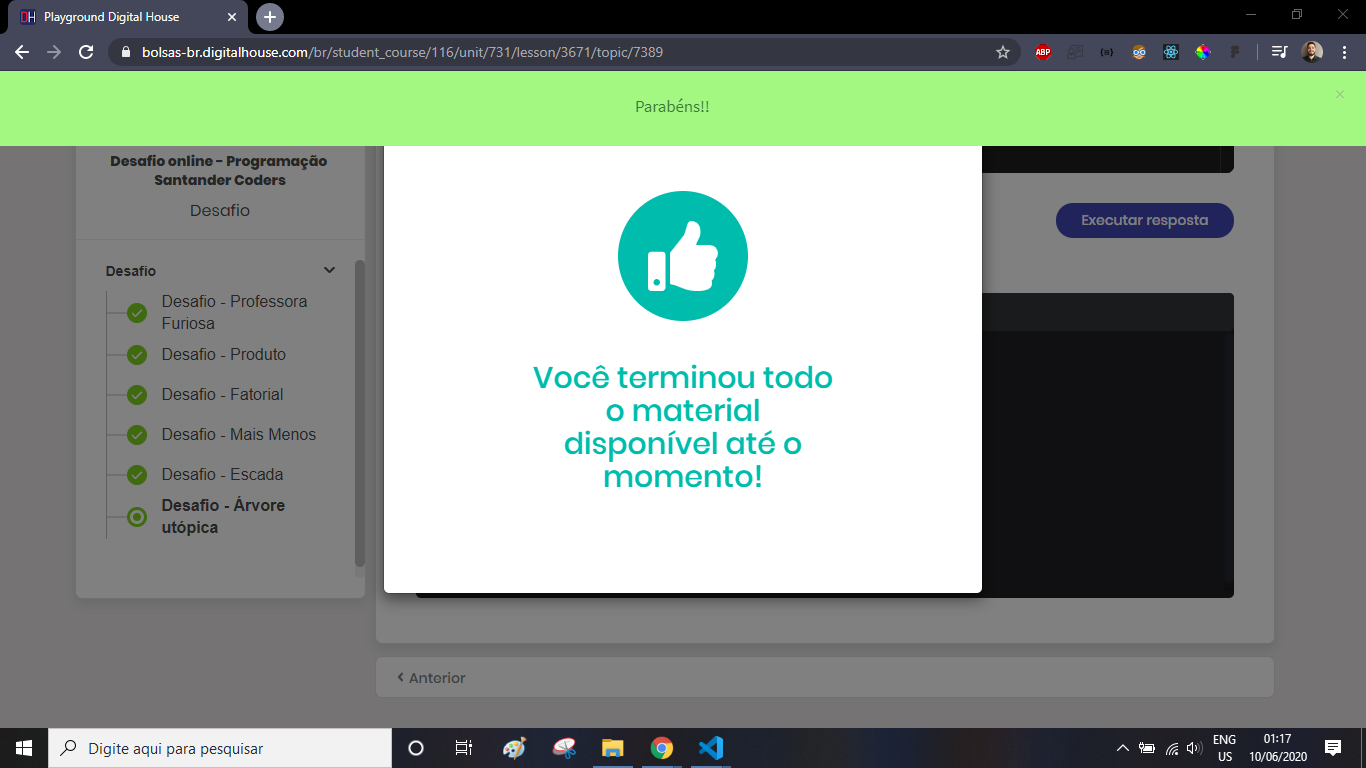 Playground Digital House
bolsas-br.digitalhouse.com/br/student_course/116/unit/731/lesson/3671/topic/7389
ABP
Parabéns!!
Desafio online - Programação
Santander Coders
Desafio
Desafio
Desafio - Professora
Furiosa
Desafio - Produto
Desafio - Fatorial
Desafio - Mais Menos
Desafio - Escada
Desafio - Árvore
utópica
Executar resposta
Você terminou todo
o material
disponível até o
momento!
Anterior
Digite aqui para pesquisar
ENG
US
01:17
10/06/2020